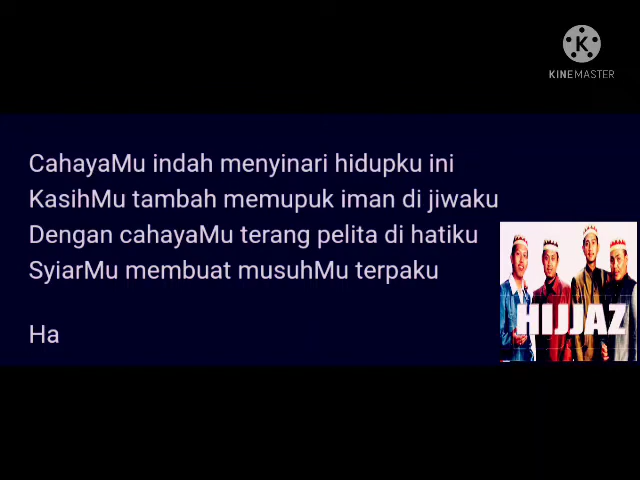 KINEMASTER
CahayaMu indah menyinari hidupku ini
KasihMu tambah memupuk iman di jiwaku
Dengan cahayaMu terang pelita di hatiku
SyiarMu membuat musuhMu terpaku
HIJJAZ
Ha